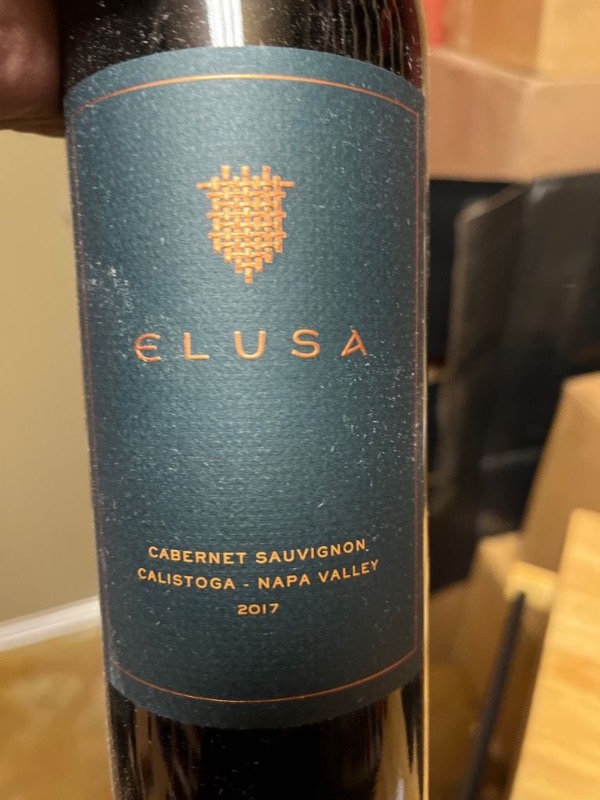 ELUSA
CABERNET SAUVIGNON
CALISTOGA - NAPA VALLEY
2017